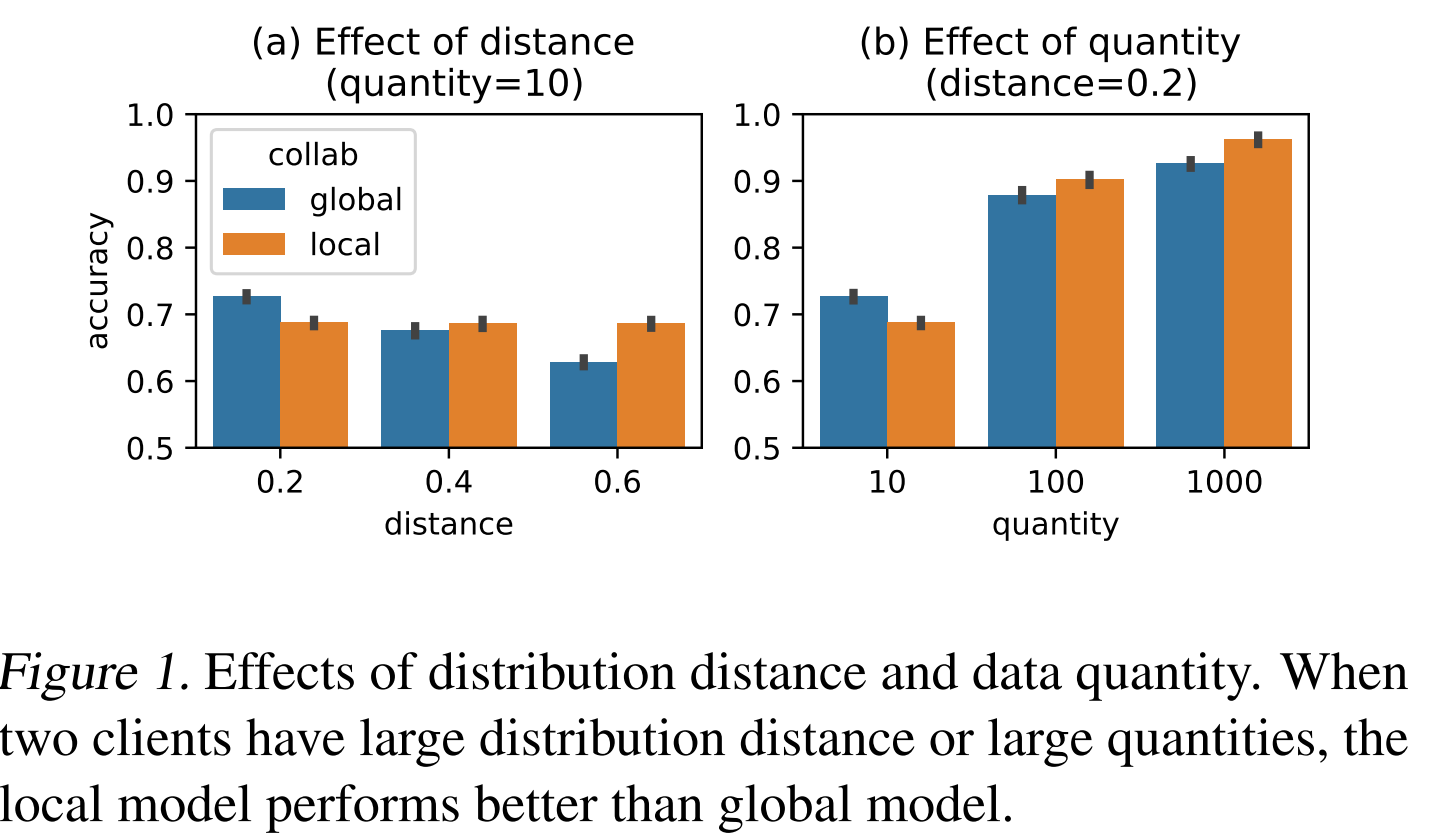 (a) Effect of distance
(quantity=10)
1.0
0.9
0.8
0.7
0.6
0.5
accuracy
collab
global
local
0.2 0.4 0.6
distance
(b) Effect of quantity
(distance=0.2)
1.0
0.9
0.8
0.7
0.6
0.5
10 100 1000
quantity
Figure 1. Effects of distribution distance and data quantity. When
two clients have large distribution distance or large quantities, the
local model performs better than global model.